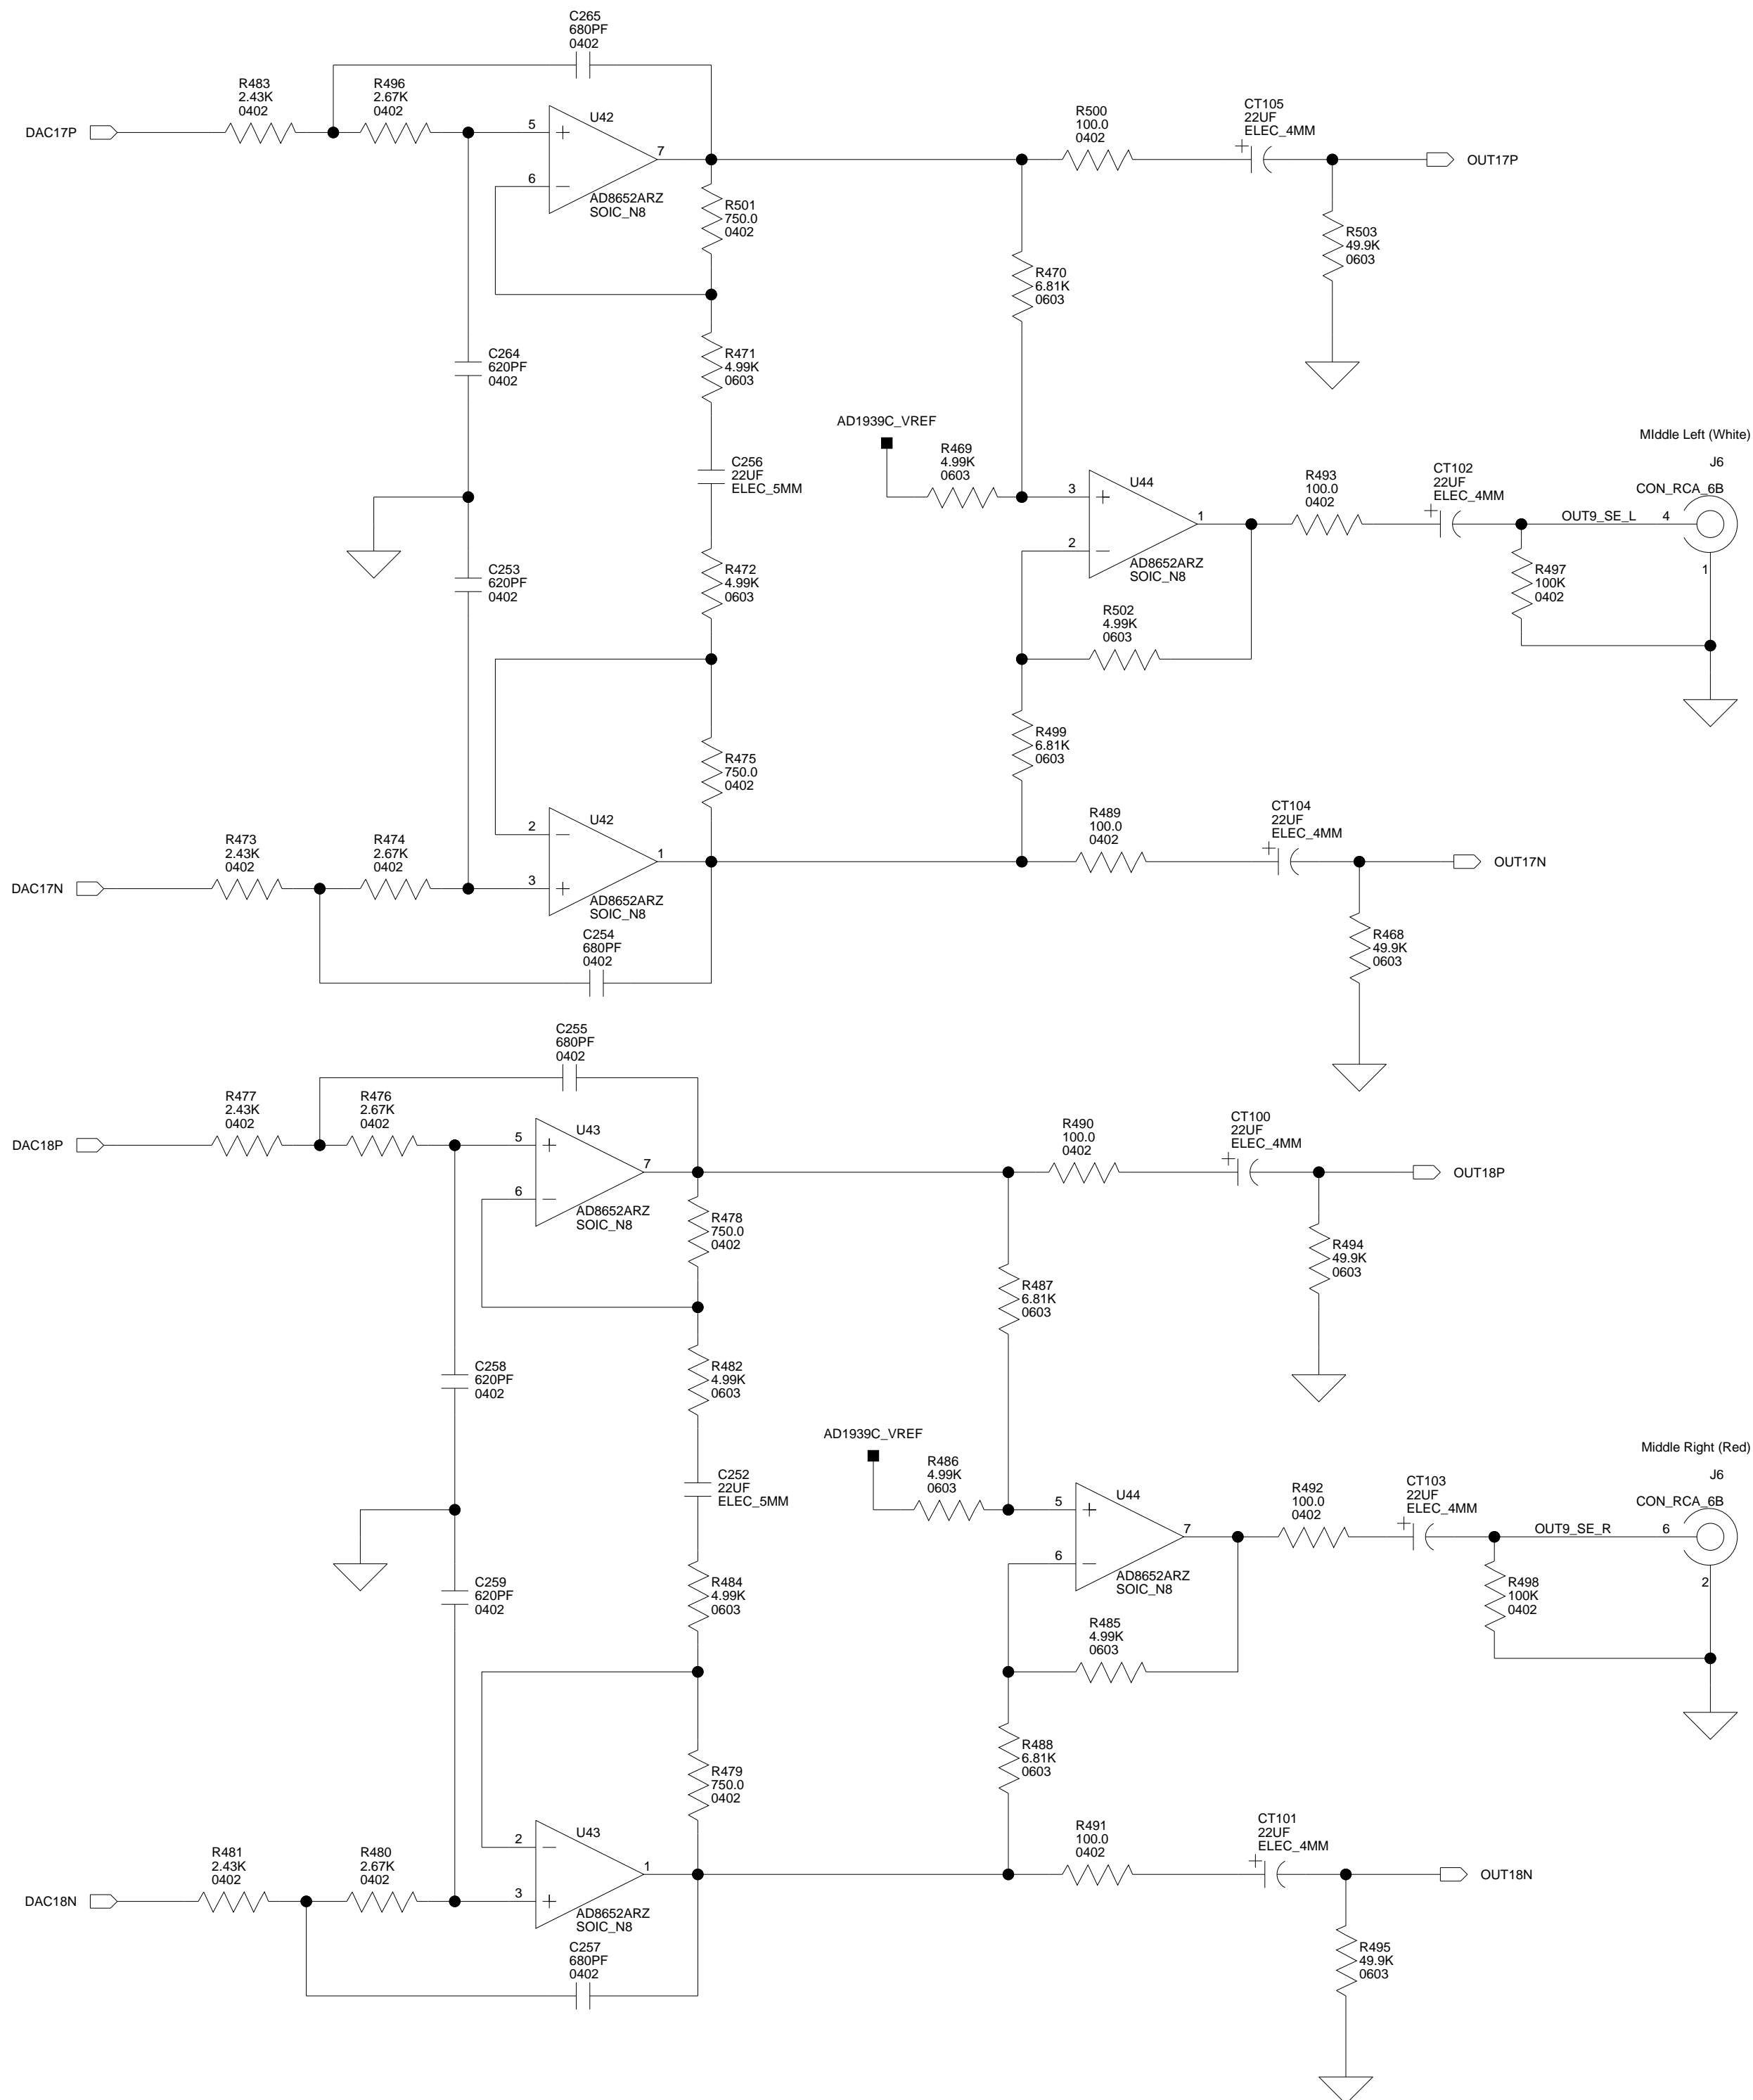 C265
680PF
0402
R483
2.43K
0402
R496
2.67K
0402
DAC17P
5
U42
7
6
AD8652ARZ
SOIC_N8
R501
750.0
0402
R500
100.0
0402
CT105
22UF
ELEC_4MM
+
OUT17P
R503
49.9K
0603
R470
6.81K
0603
C264
620PF
0402
R471
4.99K
0603
AD1939C_VREF
R469
4.99K
0603
C256
22UF
ELEC_5MM
3
U44
1
2
AD8652ARZ
SOIC_N8
R493
100.0
0402
CT102
22UF
ELEC_4MM
+
MIddle Left (White)
J6
CON_RCA_6B
OUT9_SE_L
4
1
R497
100K
0402
C253
620PF
0402
R472
4.99K
0603
R502
4.99K
0603
R499
6.81K
0603
R475
750.0
0402
2
U42
1
3
AD8652ARZ
SOIC_N8
R473
2.43K
0402
R474
2.67K
0402
DAC17N
R489
100.0
0402
CT104
22UF
ELEC_4MM
+
OUT17N
R468
49.9K
0603
C254
680PF
0402
C255
680PF
0402
R477
2.43K
0402
R476
2.67K
0402
DAC18P
5
U43
7
6
AD8652ARZ
SOIC_N8
R478
750.0
0402
R490
100.0
0402
CT100
22UF
ELEC_4MM
+
OUT18P
R494
49.9K
0603
R487
6.81K
0603
C258
620PF
0402
R482
4.99K
0603
AD1939C_VREF
R486
4.99K
0603
C252
22UF
ELEC_5MM
5
U44
7
6
AD8652ARZ
SOIC_N8
R492
100.0
0402
CT103
22UF
ELEC_4MM
+
Middle Right (Red)
J6
CON_RCA_6B
OUT9_SE_R
6
2
R498
100K
0402
C259
620PF
0402
R484
4.99K
0603
R485
4.99K
0603
R488
6.81K
0603
R479
750.0
0402
2
U43
1
3
AD8652ARZ
SOIC_N8
R481
2.43K
0402
R480
2.67K
0402
DAC18N
R491
100.0
0402
CT101
22UF
ELEC_4MM
+
OUT18N
R495
49.9K
0603
C257
680PF
0402